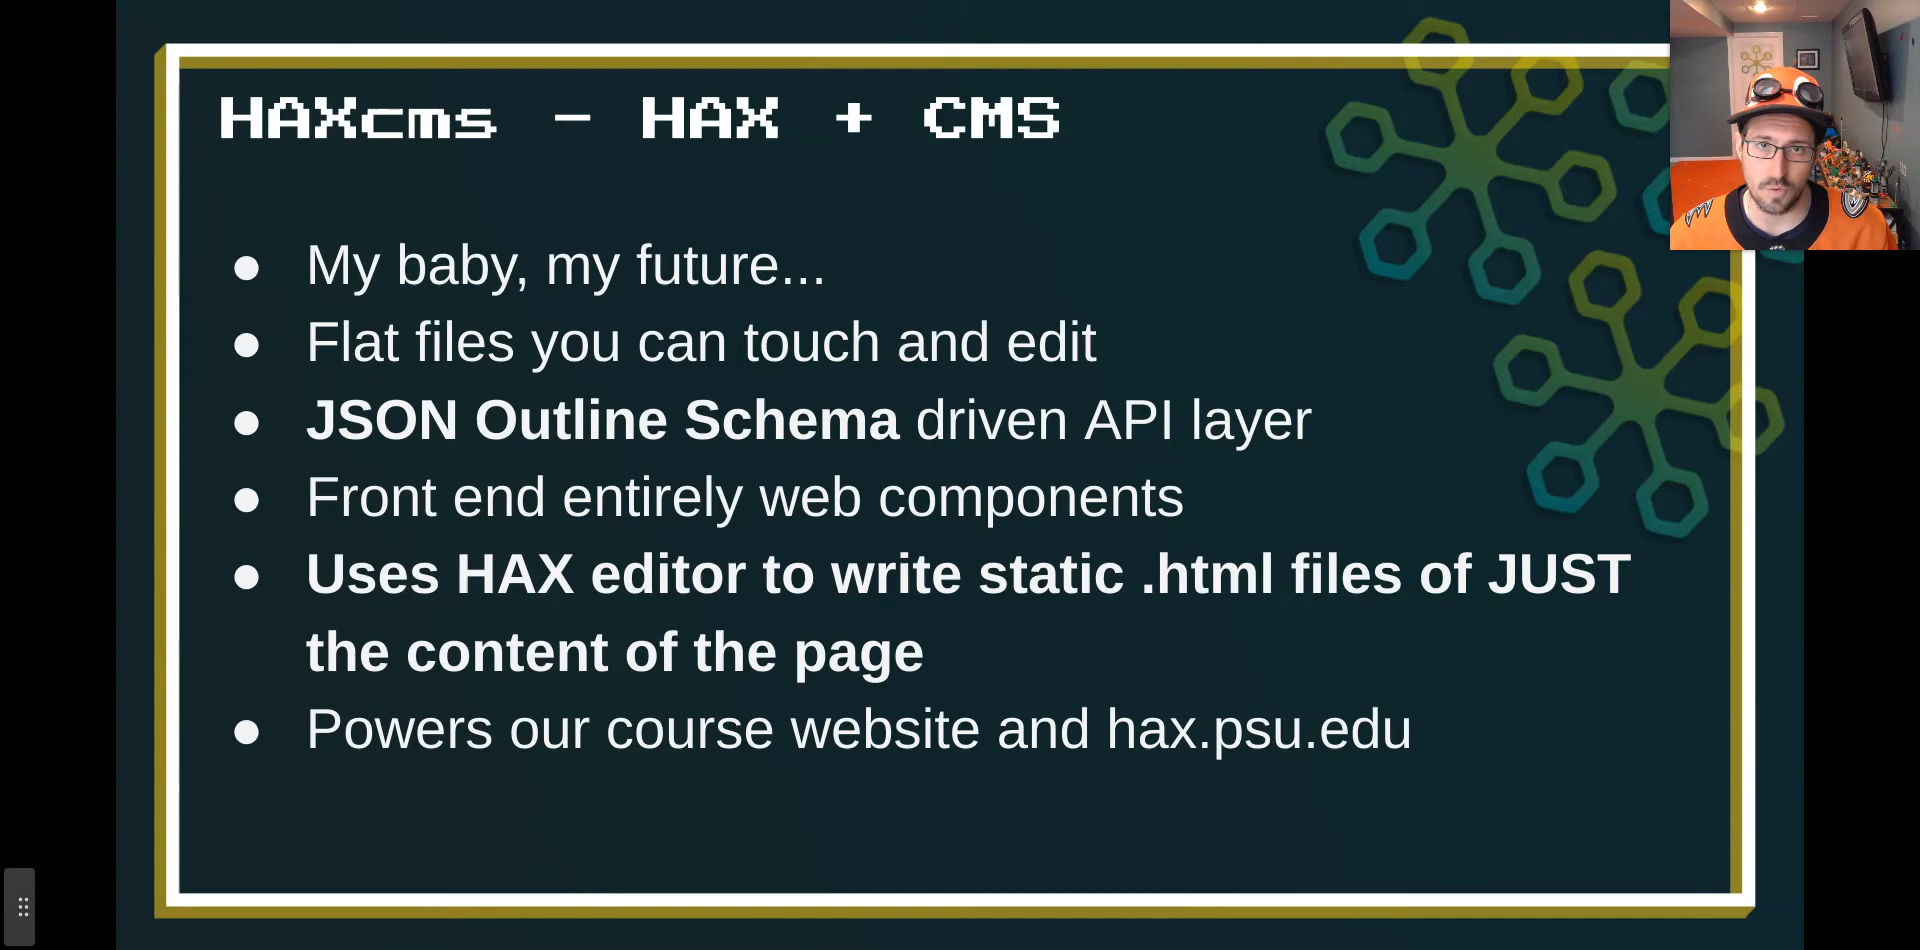 HAXcms - HAX + CMS
● My baby, my future...
● Flat files you can touch and edit
● JSON Outline Schema driven API layer
● Front end entirely web components
● Uses HAX editor to write static .html files of JUST
the content of the page
● Powers our course website and hax.psu.edu